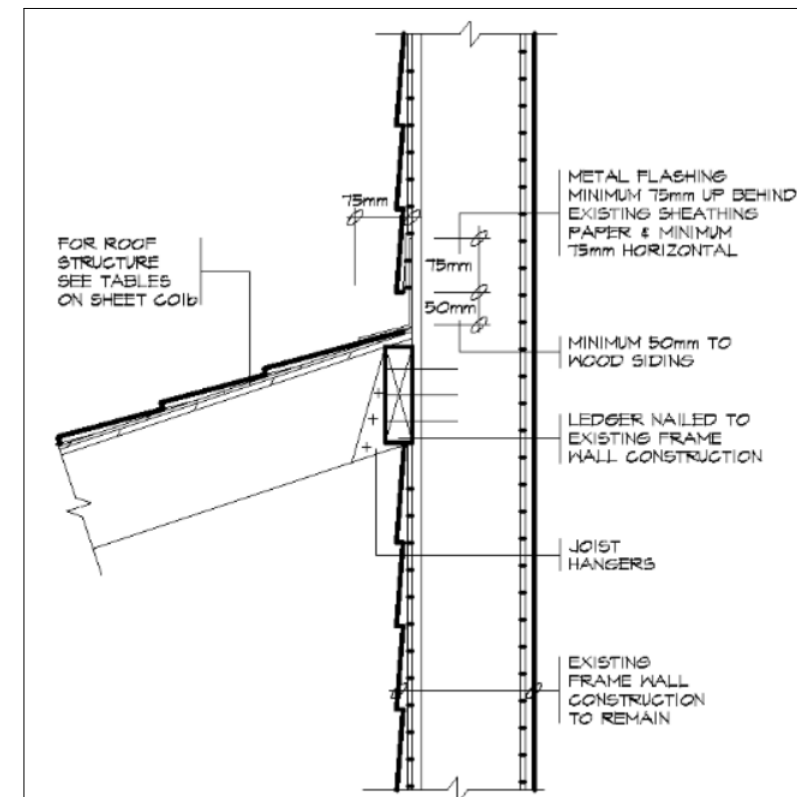 75mm
FOR ROOF
STRUCTURE
SEE TABLES
ON SHEET C01b
75mm
50mm
METAL FLASHING
MINIMUM 75mm UP BEHIND
EXISTING SHEATHING
PAPER & MINIMUM
75mm HORIZONTAL
MINIMUM 50mm TO
WOOD SIDING
LEDGER NAILED TO
EXISTING FRAME
WALL CONSTRUCTION
JOIST
HANGERS
EXISTING
FRAME WALL
CONSTRUCTION
TO REMAIN